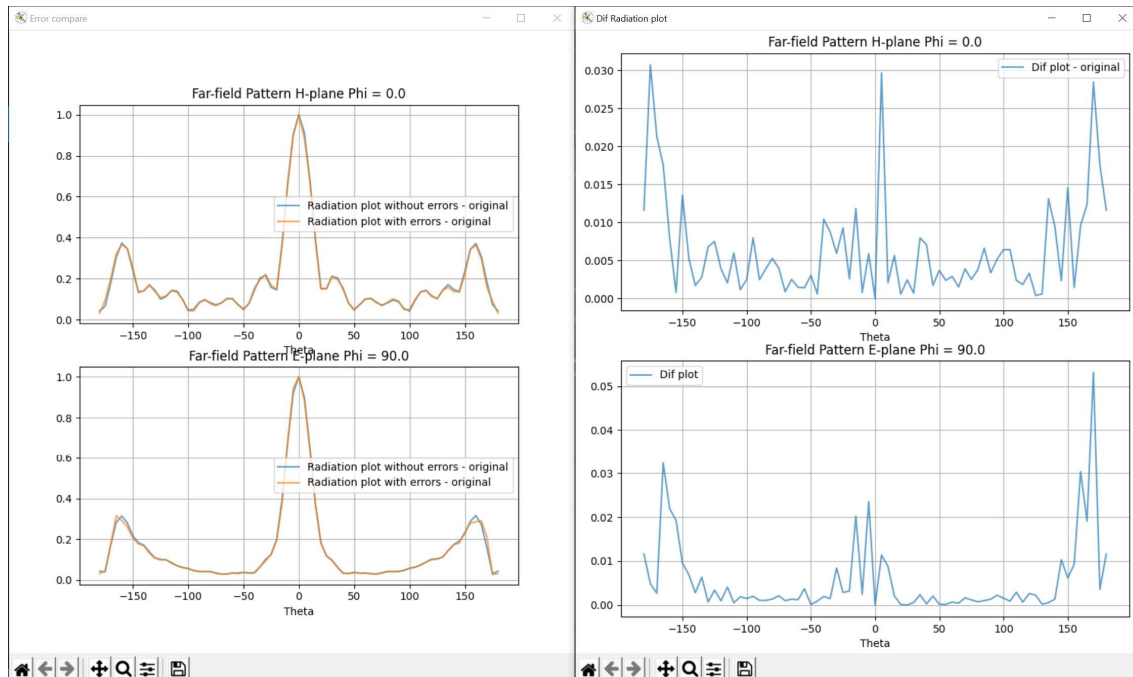 Error compare
Far-field Pattern H-plane Phi = 0.0
1.0
0.8
0.6
0.4
0.2
0.0
Radiation plot without errors - original
Radiation plot with errors - original
−150 −100 −50 0 50 100 150
Theta
Far-field Pattern E-plane Phi = 90.0
1.0
0.8
0.6
0.4
0.2
0.0
Radiation plot without errors - original
Radiation plot with errors - original
−150 −100 −50 0 50 100 150
Theta
Dif Radiation plot
Far-field Pattern H-plane Phi = 0.0
0.030
0.025
0.020
0.015
0.010
0.005
0.000
Dif plot - original
−150 −100 −50 0 50 100 150
Theta
Far-field Pattern E-plane Phi = 90.0
0.05
0.04
0.03
0.02
0.01
0.00
Dif plot
−150 −100 −50 0 50 100 150
Theta